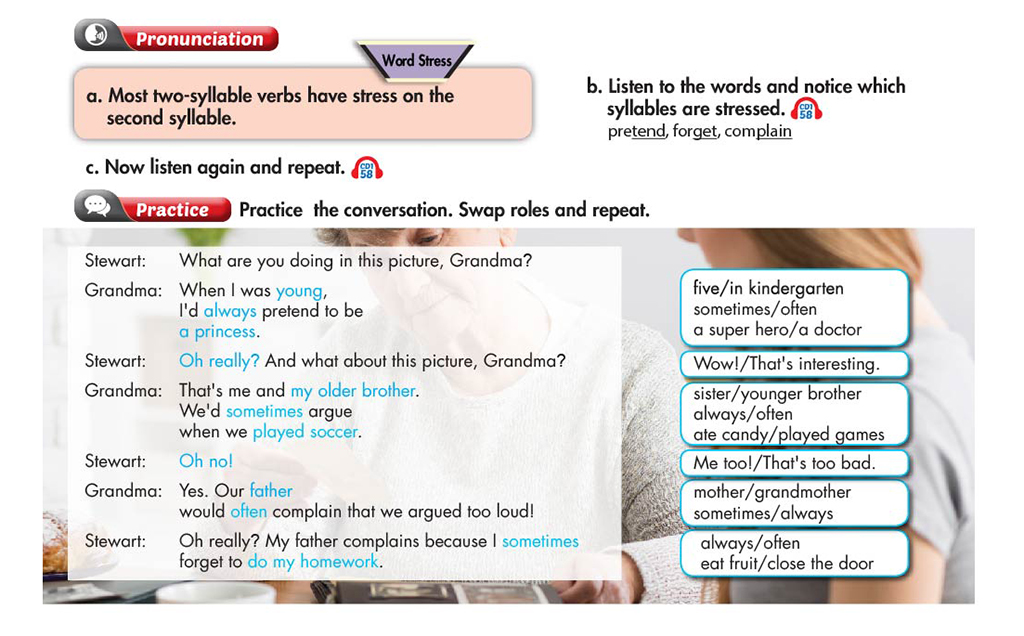 Pronunciation
Word Stress
a. Most two-syllable verbs have stress on the
second syllable.
b. Listen to the words and notice which
syllables are stressed. CD1 58
pretend, forget, complain
c. Now listen again and repeat. CD1 58
Practice Practice the conversation. Swap roles and repeat.
Stewart: What are you doing in this picture, Grandma?
Grandma: When I was young,
I'd always pretend to be
a princess.
five/in kindergarten
sometimes/often
a super hero/a doctor
Stewart: Oh really? And what about this picture, Grandma?
Wow!/That's interesting.
Grandma: That's me and my older brother.
We'd sometimes argue
when we played soccer.
sister/younger brother
always/often
ate candy/played games
Stewart: Oh no!
Me too!/That's too bad.
Grandma: Yes. Our father
would often complain that we argued too loud!
mother/grandmother
sometimes/always
Stewart: Oh really? My father complains because I sometimes
forget to do my homework.
always/often
eat fruit/close the door